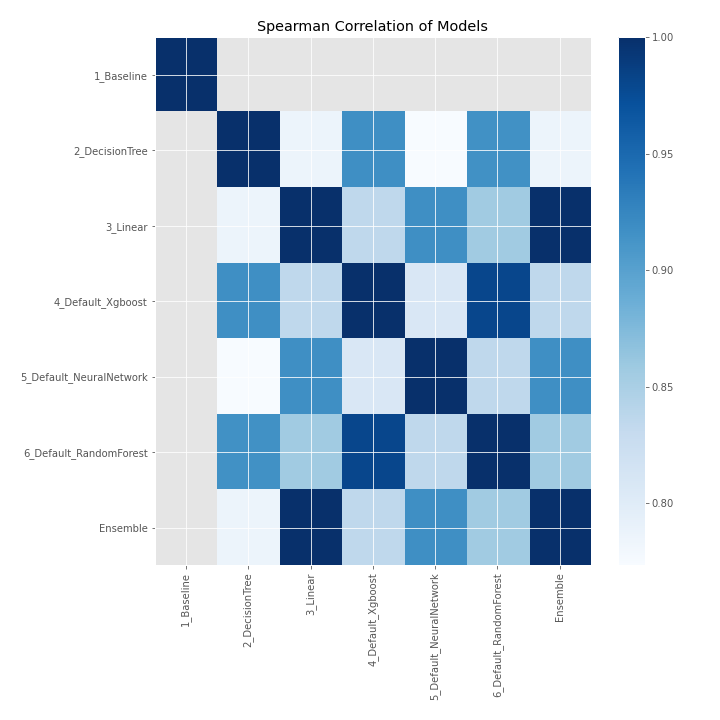 Spearman Correlation of Models
1_Baseline
2_DecisionTree
3_Linear
4_Default_Xgboost
5_Default_NeuralNetwork
6_Default_RandomForest
Ensemble
1_Baseline
2_DecisionTree
3_Linear
4_Default_Xgboost
5_Default_NeuralNetwork
6_Default_RandomForest
Ensemble
1.00
0.95
0.90
0.85
0.80